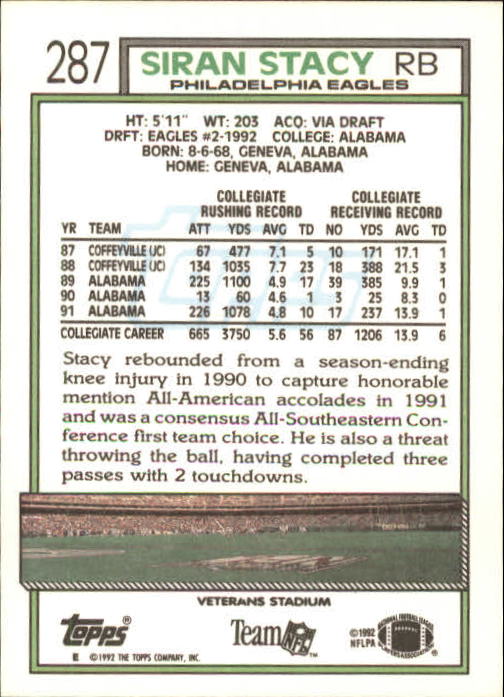 287 SIRAN STACY RB
PHILADELPHIA EAGLES
HT: 5'11" WT: 203 ACQ: VIA DRAFT
DRFT: EAGLES #2-1992 COLLEGE: ALABAMA
BORN: 8-6-68, GENEVA, ALABAMA
HOME: GENEVA, ALABAMA
COLLEGIATE COLLEGIATE
RUSHING RECORD RECEIVING RECORD
YR TEAM ATT YDS AVG TD NO YDS AVG TD
87 COFFEYVILLE (JC) 67 477 7.1 5 10 171 17.1 1
88 COFFEYVILLE (JC) 134 1035 7.7 23 18 388 21.5 3
89 ALABAMA 225 1100 4.9 17 39 385 9.9 1
90 ALABAMA 13 60 4.6 1 3 25 8.3 0
91 ALABAMA 226 1078 4.8 10 17 237 13.9 1
COLLEGIATE CAREER 665 3750 5.6 56 87 1206 13.9 6
Stacy rebounded from a season-ending
knee injury in 1990 to capture honorable
mention All-American accolades in 1991
and was a consensus All-Southeastern Con-
ference first team choice. He is also a threat
throwing the ball, having completed three
passes with 2 touchdowns.
VETERANS STADIUM
TOPPS® Team NFL™ ©1992
NFLPA
NATIONAL FOOTBALL LEAGUE
PLAYERS ASSOCIATION
E ©1992 THE TOPPS COMPANY, INC.